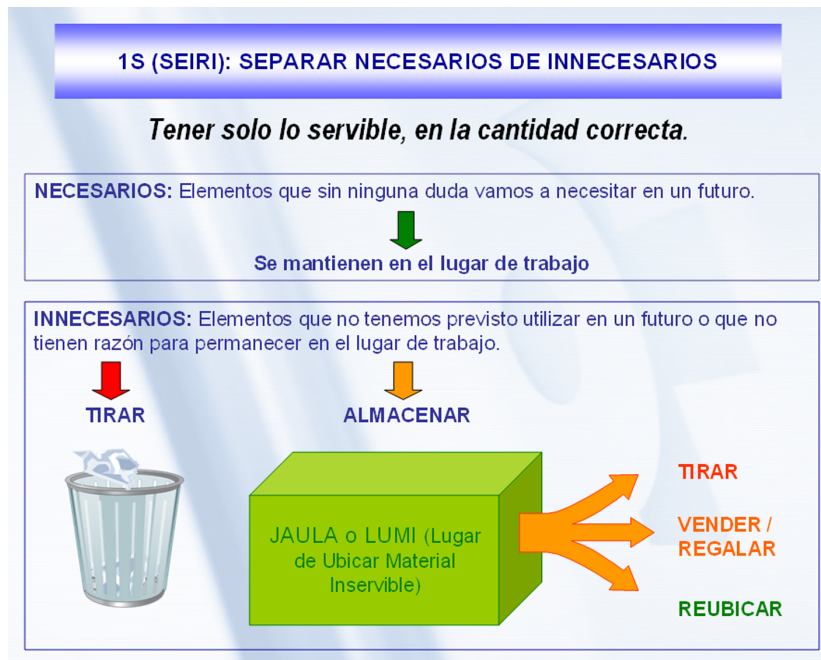 1S (SEIRI): SEPARAR NECESARIOS DE INNECESARIOS
Tener solo lo servible, en la cantidad correcta.
NECESARIOS: Elementos que sin ninguna duda vamos a necesitar en un futuro.
Se mantienen en el lugar de trabajo
INNECESARIOS: Elementos que no tenemos previsto utilizar en un futuro o que no
tienen razón para permanecer en el lugar de trabajo.
TIRAR
ALMACENAR
JAULA o LUMI (Lugar
de Ubicar Material
Inservible)
TIRAR
VENDER /
REGALAR
REUBICAR